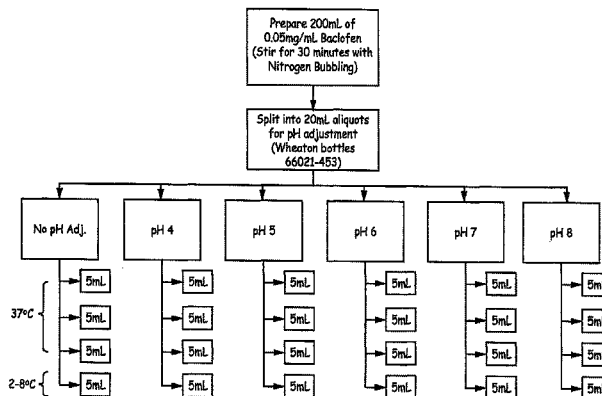 Prepare 200mL of
0.05mg/mL Baclofen
(Stir for 30 minutes with
Nitrogen Bubbling)
Split into 20mL aliquots
for pH adjustment
(Wheaton bottles
66021-453)
No pH Adj.
pH 4
pH 5
pH 6
pH 7
pH 8
5mL 5mL 5mL 5mL 5mL 5mL
37°C
5mL 5mL 5mL 5mL 5mL 5mL
5mL 5mL 5mL 5mL 5mL 5mL
2-8°C
5mL 5mL 5mL 5mL 5mL 5mL